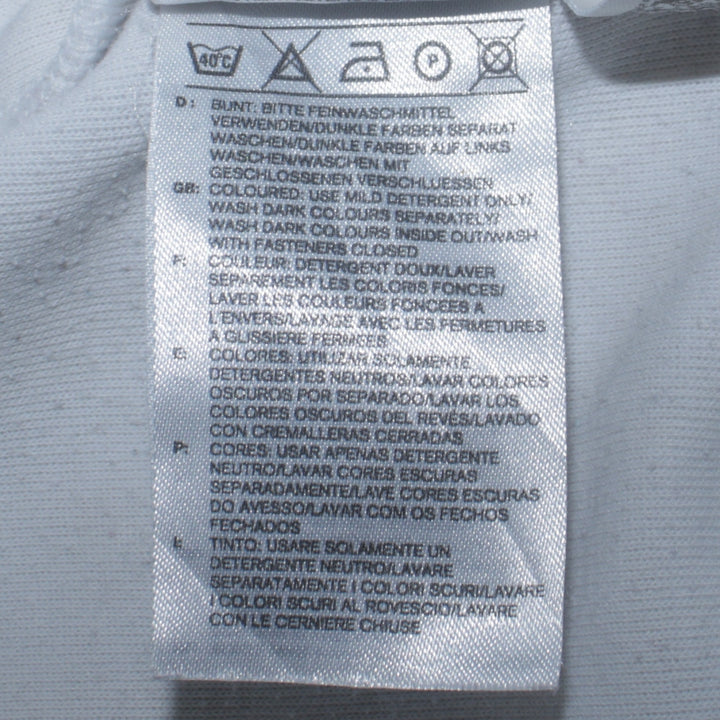 40°C P
D: BUNT: BITTE FEINWASCHMITTEL
VERWENDEN/DUNKLE FARBEN SEPARAT
WASCHEN/DUNKLE FARBEN AUF LINKS
WASCHEN/WASCHEN MIT
GESCHLOSSENEN VERSCHLUESSEN
GB: COLOURED: USE MILD DETERGENT ONLY/
WASH DARK COLOURS SEPARATELY/
WASH DARK COLOURS INSIDE OUT/WASH
WITH FASTENERS CLOSED
F: COULEUR: DETERGENT DOUX/LAVER
SEPAREMENT LES COLORIS FONCES/
LAVER LES COULEURS FONCEES A
L'ENVERS/LAVAGE AVEC LES FERMETURES
A GLISSIERE FERMEES
E: COLORES: UTILIZAR SOLAMENTE
DETERGENTES NEUTROS/LAVAR COLORES
OSCUROS POR SEPARADO/LAVAR LOS
COLORES OSCUROS DEL REVES/LAVADO
CON CREMALLERAS CERRADAS
P: CORES: USAR APENAS DETERGENTE
NEUTRO/LAVAR CORES ESCURAS
SEPARADAMENTE/LAVE CORES ESCURAS
DO AVESSO/LAVAR COM OS FECHOS
FECHADOS
I: TINTO: USARE SOLAMENTE UN
DETERGENTE NEUTRO/LAVARE
SEPARATAMENTE I COLORI SCURI/LAVARE
I COLORI SCURI AL ROVESCIO/LAVARE
CON LE CERNIERE CHIUSE